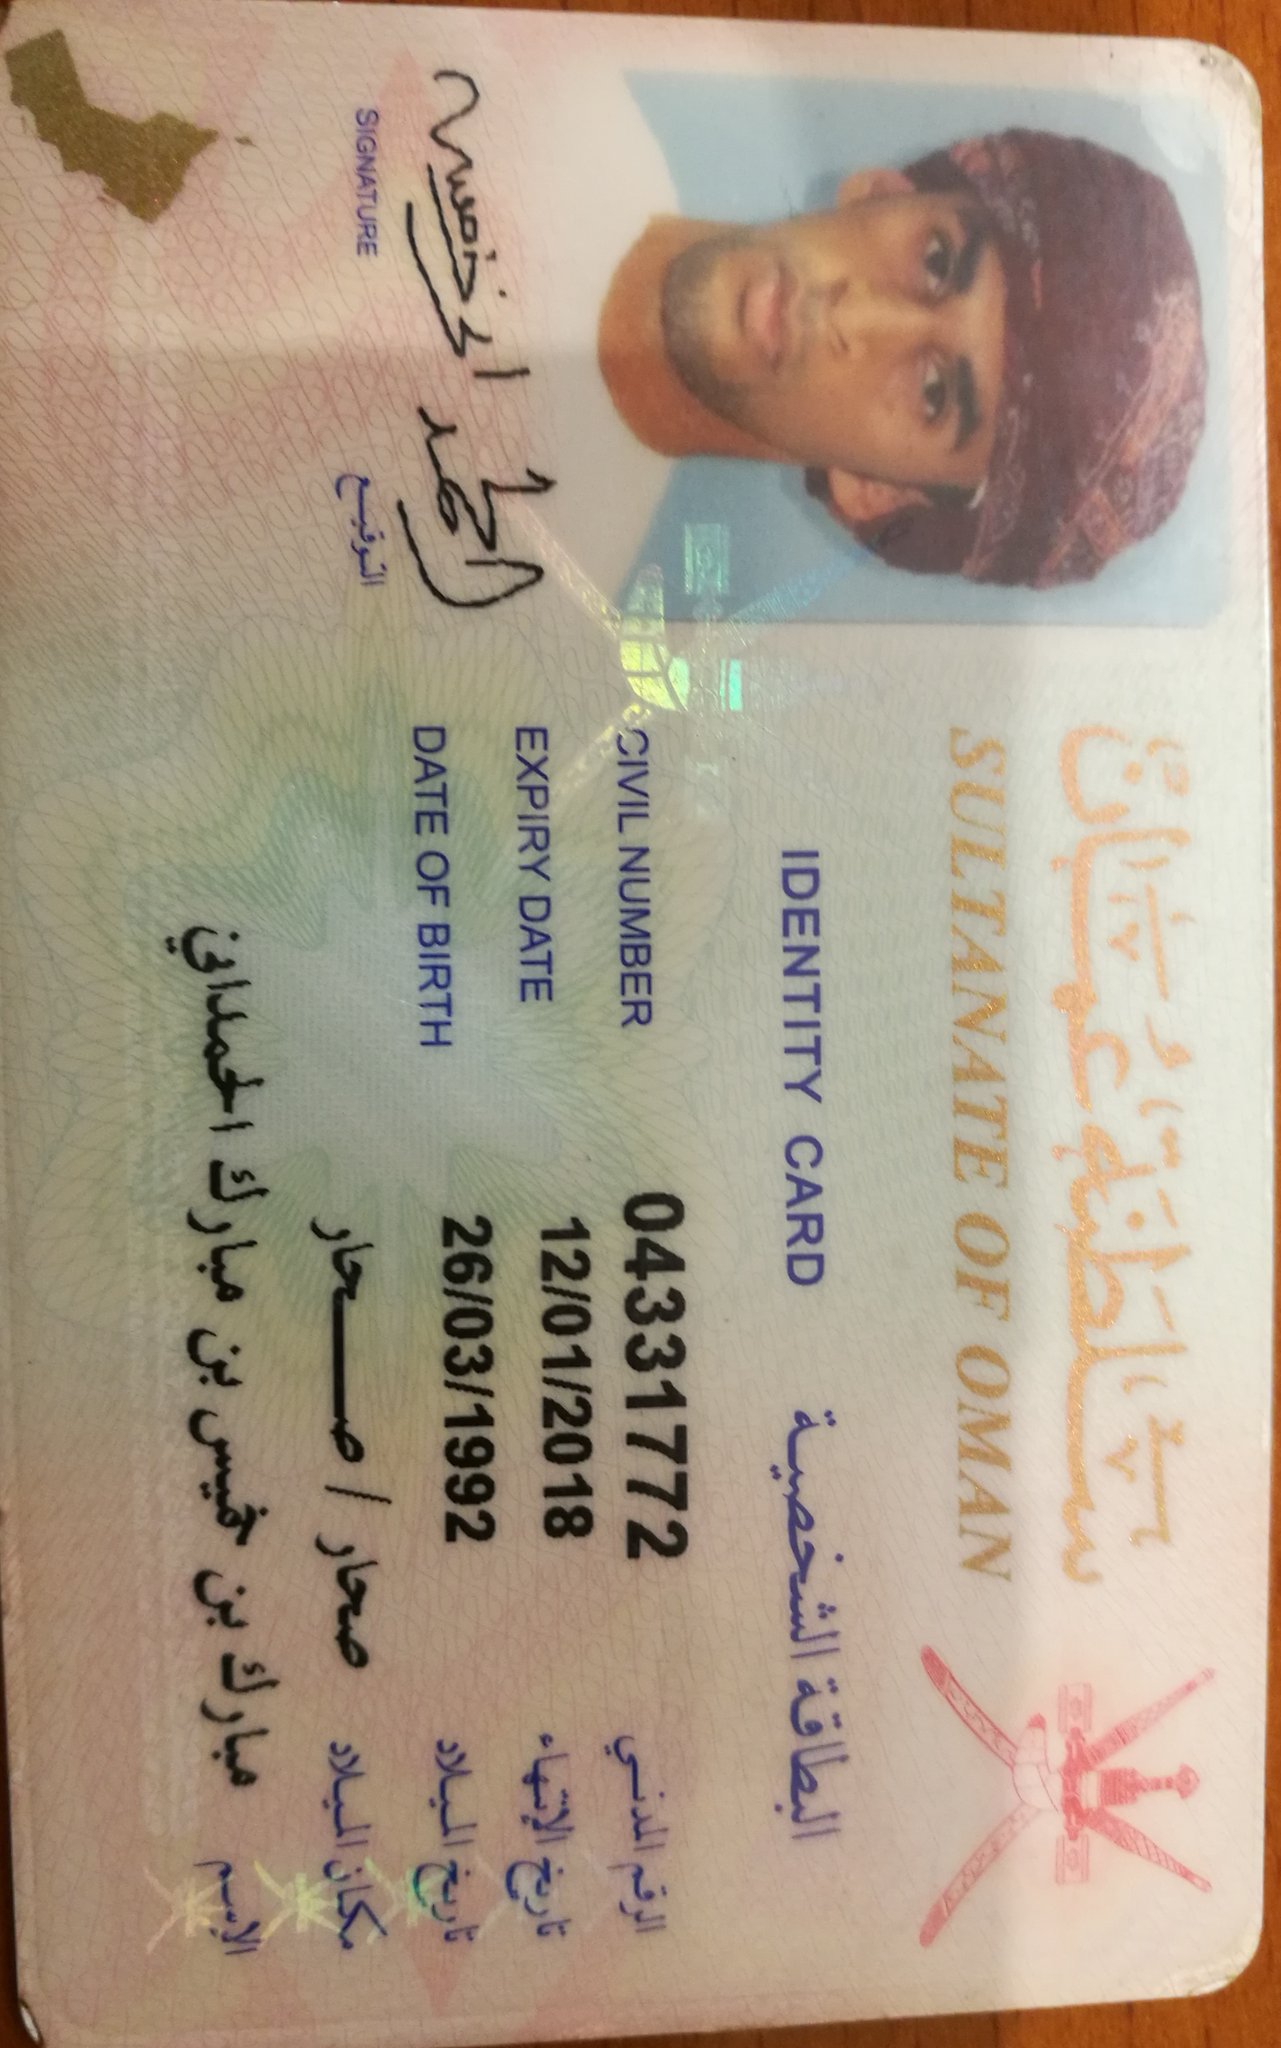 سلطنة عمان
SULTANATE OF OMAN
IDENTITY CARD البطاقة الشخصية
CIVIL NUMBER 04331772 الرقم المدني
EXPIRY DATE 12/01/2018 تاريخ الإنتهاء
DATE OF BIRTH 26/03/1992 تاريخ الميلاد
صحار / صحار مكان الميلاد
مبارك بن خميس بن مبارك الحمداني الإسم
SIGNATURE التوقيع